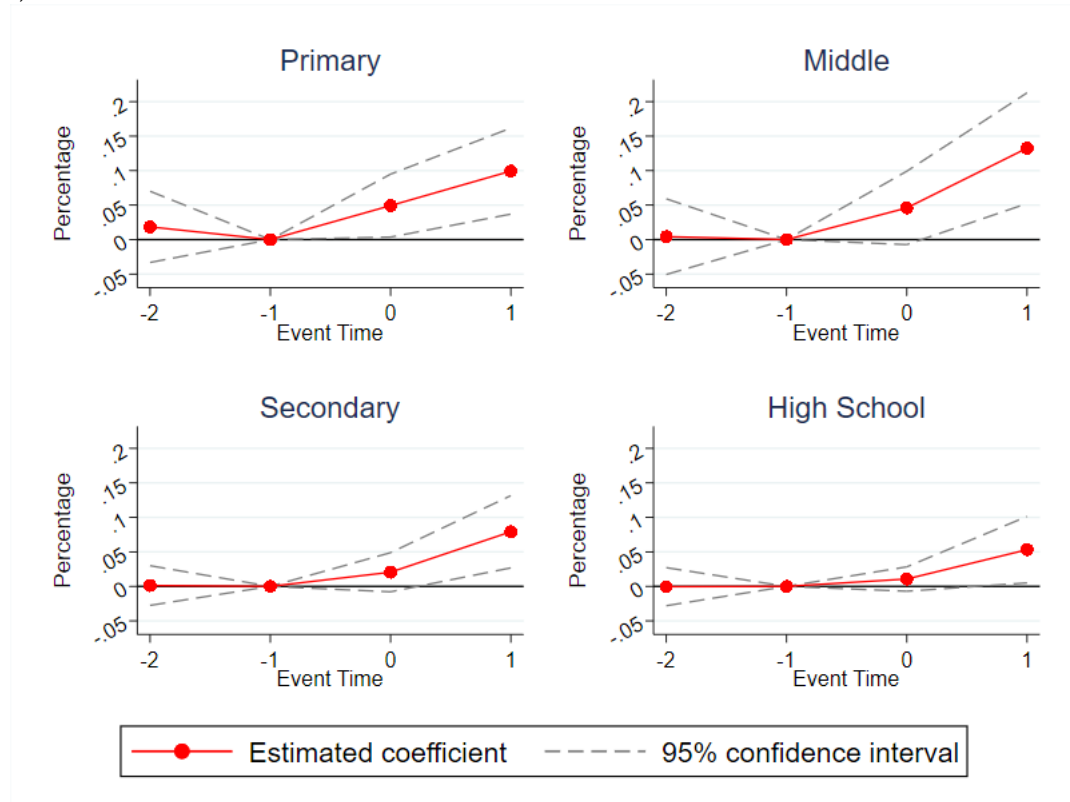 Primary
Percentage
.2
.15
.1
.05
0
-.05
-2 -1 0 1
Event Time
Middle
Percentage
.2
.15
.1
.05
0
-.05
-2 -1 0 1
Event Time
Secondary
Percentage
.2
.15
.1
.05
0
-.05
-2 -1 0 1
Event Time
High School
Percentage
.2
.15
.1
.05
0
-.05
-2 -1 0 1
Event Time
Estimated coefficient 95% confidence interval